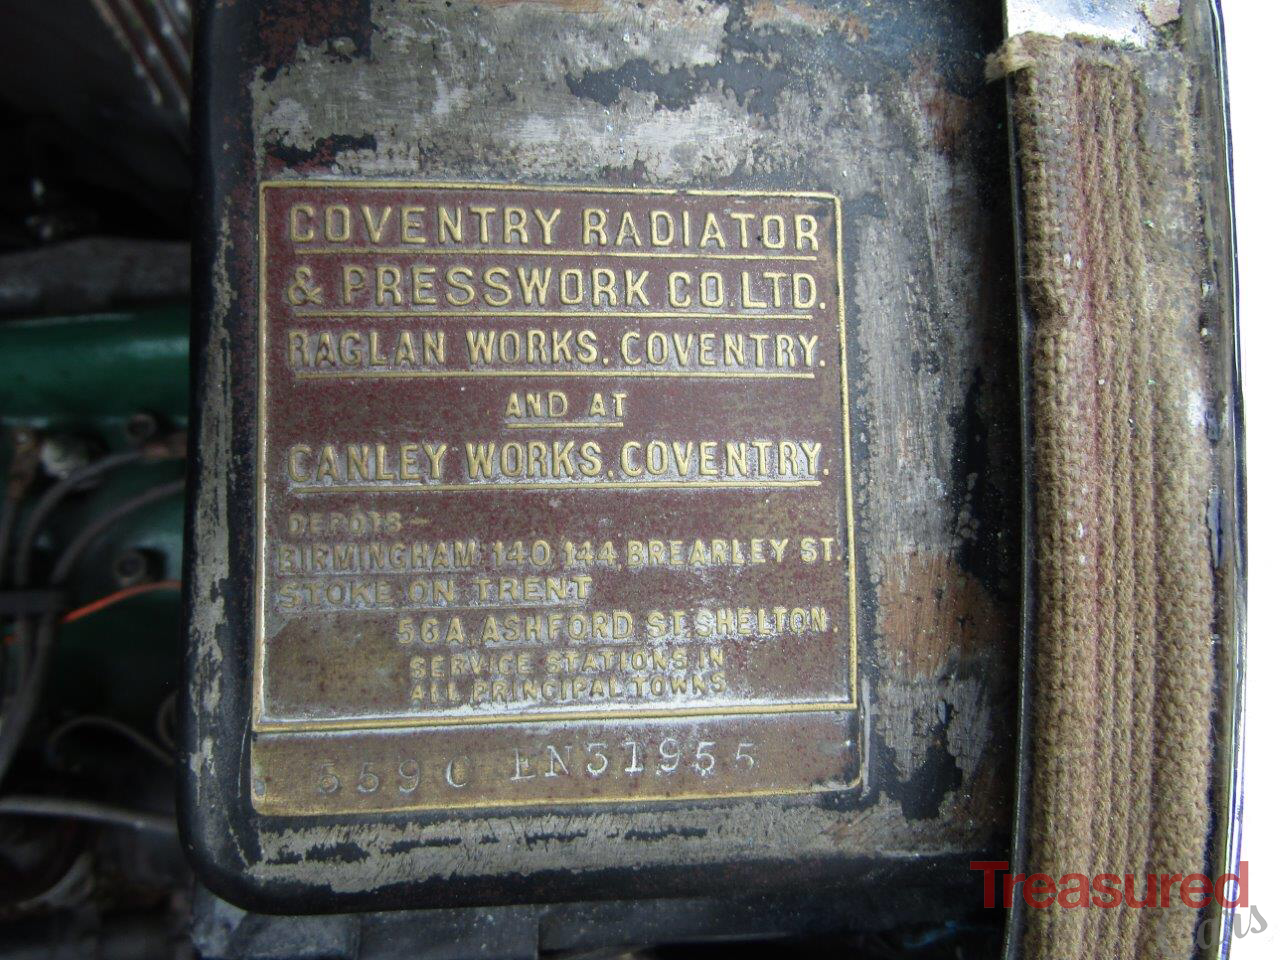 COVENTRY RADIATOR
& PRESSWORK CO LTD.
RAGLAN WORKS. COVENTRY.
AND AT
CANLEY WORKS. COVENTRY.
DEPOTS—
BIRMINGHAM 140.144, BREARLEY ST.
STOKE ON TRENT
56A, ASHFORD ST. SHELTON.
SERVICE STATIONS IN
ALL PRINCIPAL TOWNS
559C EN31955
Treasured
cars